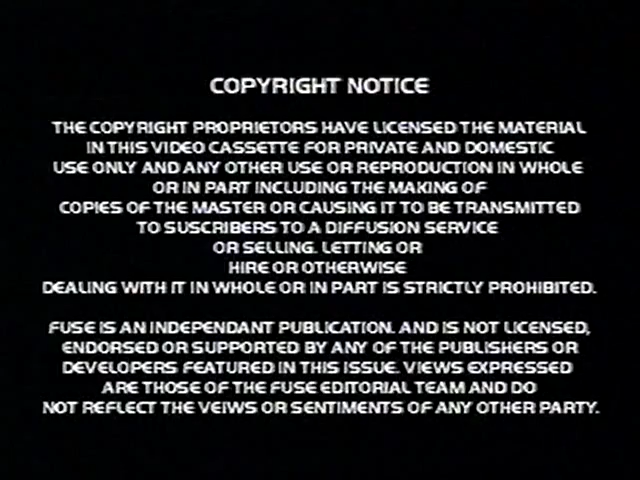 COPYRIGHT NOTICE
THE COPYRIGHT PROPRIETORS HAVE LICENSED THE MATERIAL
IN THIS VIDEO CASSETTE FOR PRIVATE AND DOMESTIC
USE ONLY AND ANY OTHER USE OR REPRODUCTION IN WHOLE
OR IN PART INCLUDING THE MAKING OF
COPIES OF THE MASTER OR CAUSING IT TO BE TRANSMITTED
TO SUSCRIBERS TO A DIFFUSION SERVICE
OR SELLING. LETTING OR
HIRE OR OTHERWISE
DEALING WITH IT IN WHOLE OR IN PART IS STRICTLY PROHIBITED.
FUSE IS AN INDEPENDANT PUBLICATION. AND IS NOT LICENSED,
ENDORSED OR SUPPORTED BY ANY OF THE PUBLISHERS OR
DEVELOPERS FEATURED IN THIS ISSUE. VIEWS EXPRESSED
ARE THOSE OF THE FUSE EDITORIAL TEAM AND DO
NOT REFLECT THE VEIWS OR SENTIMENTS OF ANY OTHER PARTY.